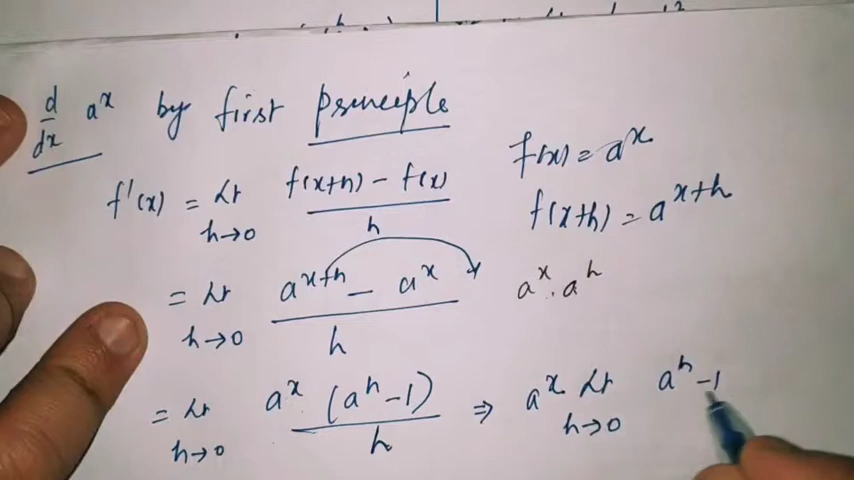 d/dx a^x by first principle
f'(x) = Lt h→0 f(x+h) - f(x) / h
f(x) = a^x
f(x+h) = a^(x+h)
= Lt h→0 a^(x+h) - a^x / h
a^x . a^h
= Lt h→0 a^x (a^h - 1) / h ⇒ a^x Lt h→0 a^h - 1